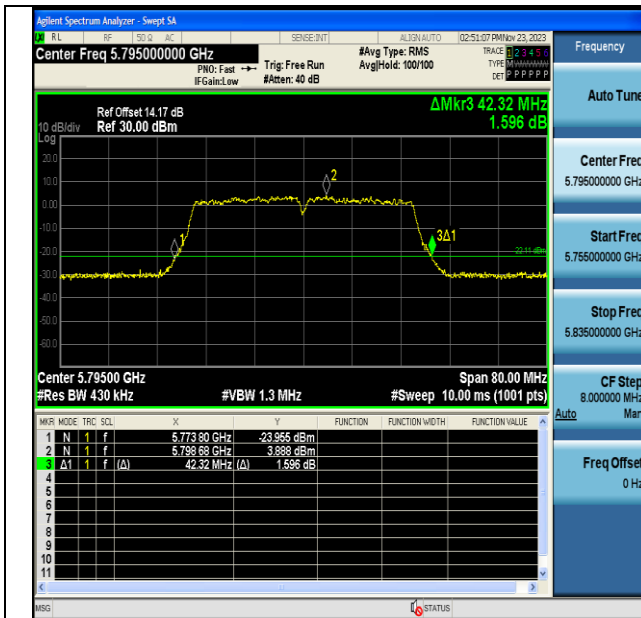 Agilent Spectrum Analyzer - Swept SA
RL RF 50 Ω AC SENSE:INT ALIGN AUTO 02:51:07 PM Nov 23, 2023
Center Freq 5.795000000 GHz #Avg Type: RMS TRACE 1 2 3 4 5 6
PNO: Fast Trig: Free Run Avg|Hold: 100/100 TYPE M
IFGain:Low #Atten: 40 dB DET P P P P P P
Ref Offset 14.17 dB ΔMkr3 42.32 MHz
10 dB/div Ref 30.00 dBm 1.596 dB
Log
20.0
10.0
0.00
-10.0
-20.0
-30.0
-40.0
-50.0
-60.0
1
2
3Δ1
-22.11 dBm
Center 5.79500 GHz Span 80.00 MHz
#Res BW 430 kHz #VBW 1.3 MHz #Sweep 10.00 ms (1001 pts)
MKR MODE TRC SCL X Y FUNCTION FUNCTION WIDTH FUNCTION VALUE
1 N 1 f 5.773 80 GHz -23.955 dBm
2 N 1 f 5.798 68 GHz 3.888 dBm
3 Δ1 1 f (Δ) 42.32 MHz (Δ) 1.596 dB
4
5
6
7
8
9
10
11
MSG STATUS
Frequency
Auto Tune
Center Freq
5.795000000 GHz
Start Freq
5.755000000 GHz
Stop Freq
5.835000000 GHz
CF Step
8.000000 MHz
Auto Man
Freq Offset
0 Hz